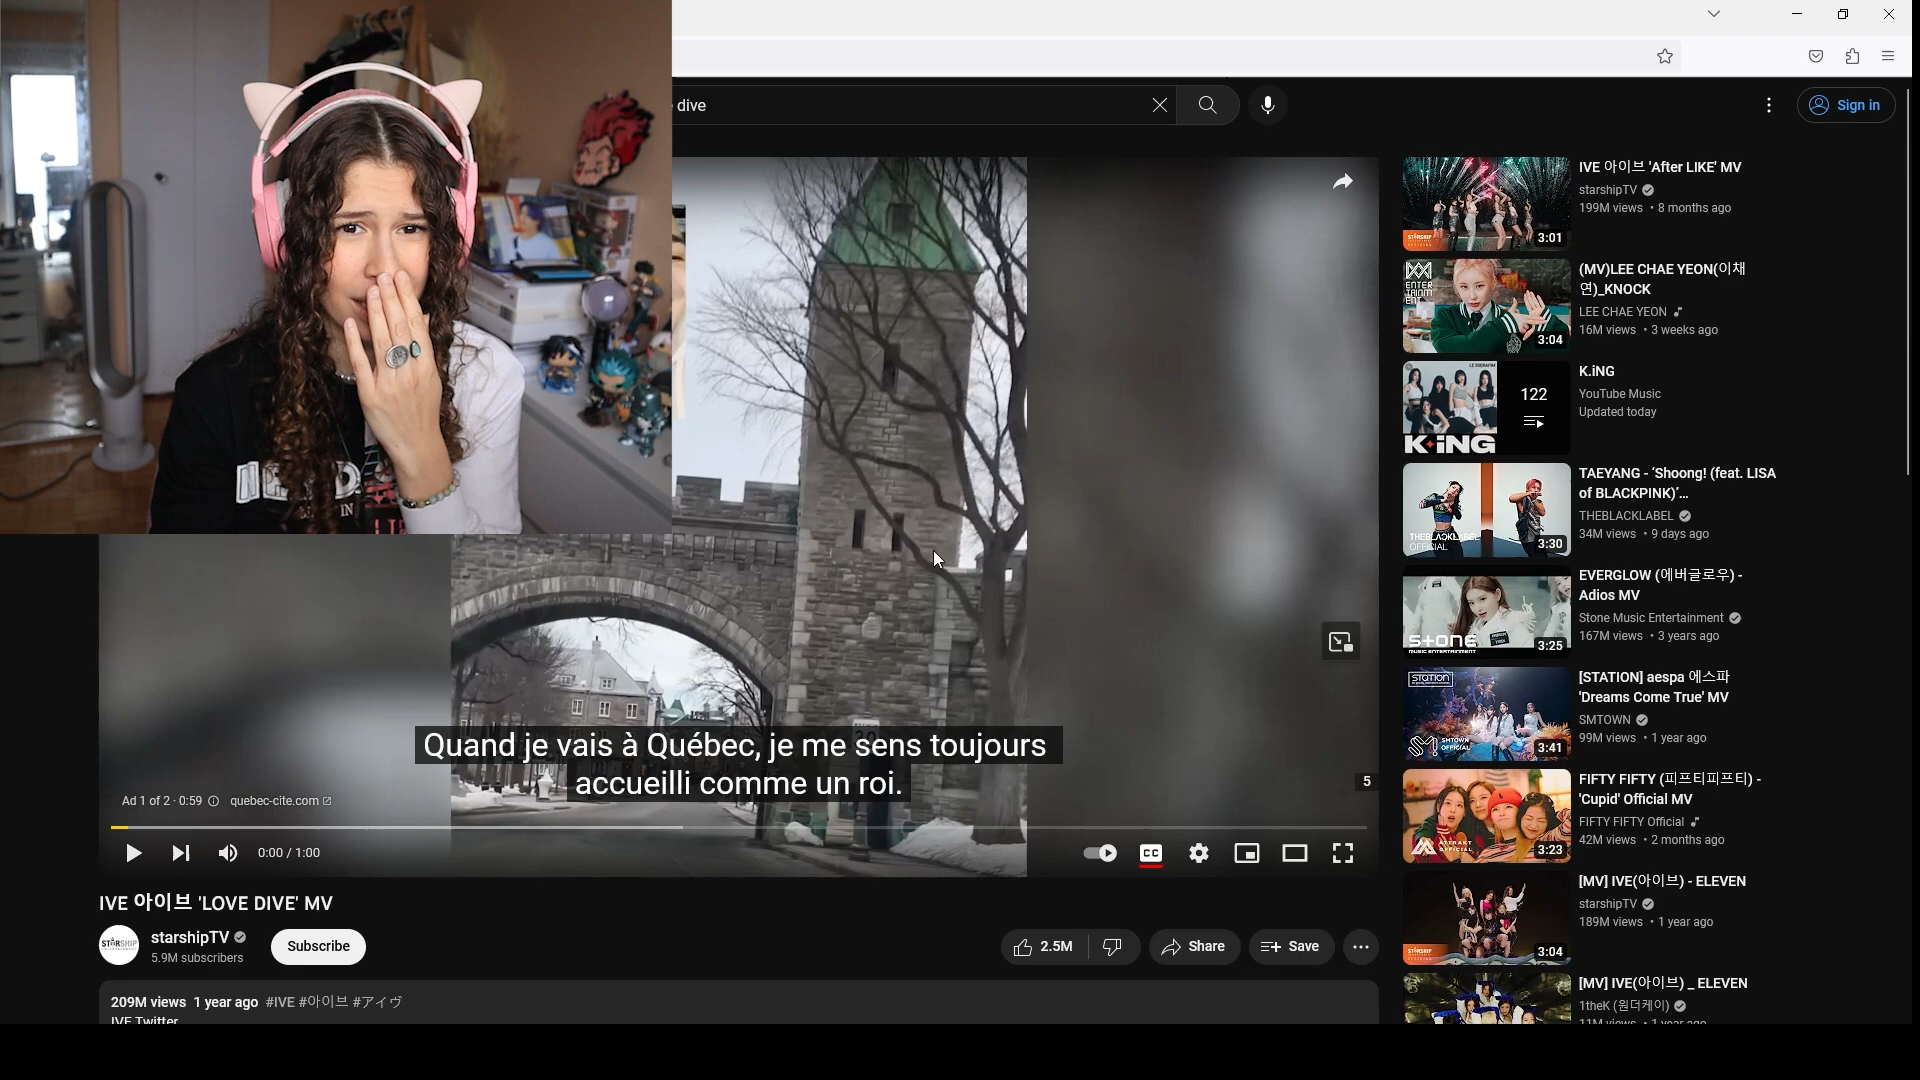 dive
Sign in
Quand je vais à Québec, je me sens toujours
accueilli comme un roi.
Ad 1 of 2 · 0:59
quebec-cite.com
5
0:00 / 1:00
CC
IVE 아이브 'LOVE DIVE' MV
starshipTV
5.9M subscribers
Subscribe
2.5M
Share
Save
209M views 1 year ago #IVE #아이브 #アイヴ
IVE Twitter
IVE 아이브 'After LIKE' MV
starshipTV
199M views • 8 months ago
3:01
(MV)LEE CHAE YEON(이채
연)_KNOCK
LEE CHAE YEON
16M views • 3 weeks ago
3:04
K.iNG
YouTube Music
Updated today
122
K•iNG
TAEYANG - ‘Shoong! (feat. LISA
of BLACKPINK)’…
THEBLACKLABEL
34M views • 9 days ago
3:30
EVERGLOW (에버글로우) -
Adios MV
Stone Music Entertainment
167M views • 3 years ago
3:25
[STATION] aespa 에스파
'Dreams Come True' MV
SMTOWN
99M views • 1 year ago
3:41
FIFTY FIFTY (피프티피프티) -
'Cupid' Official MV
FIFTY FIFTY Official
42M views • 2 months ago
3:23
[MV] IVE(아이브) - ELEVEN
starshipTV
189M views • 1 year ago
3:04
[MV] IVE(아이브) _ ELEVEN
1theK (원더케이)
11M views • 1 year ago